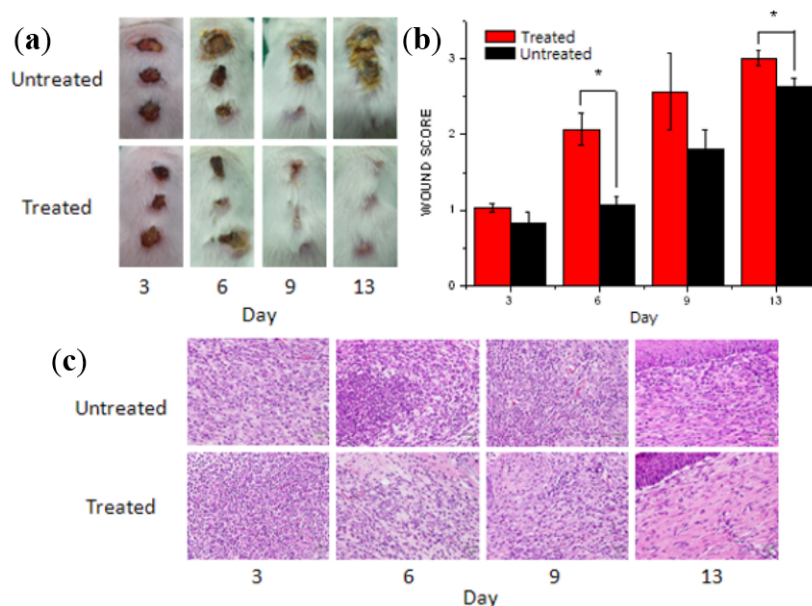 (a)
Untreated
Treated
3 6 9 13
Day
(b)
Treated
Untreated
*
*
WOUND SCORE
3
2
1
0
3 6 9 13
Day
(c)
Untreated
Treated
3 6 9 13
Day